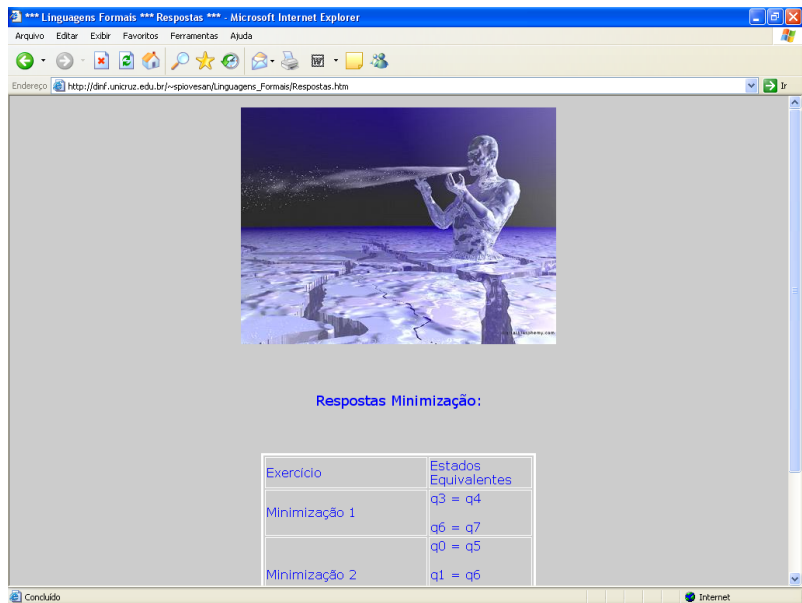 *** Linguagens Formais *** Respostas *** - Microsoft Internet Explorer
Arquivo Editar Exibir Favoritos Ferramentas Ajuda
Endereço http://dinf.unicruz.edu.br/~spiovesan/Linguagens_Formais/Respostas.htm Ir
Respostas Minimização:
Exercício Estados Equivalentes
Minimização 1 q3 = q4
q6 = q7
q0 = q5
Minimização 2 q1 = q6
Concluído Internet